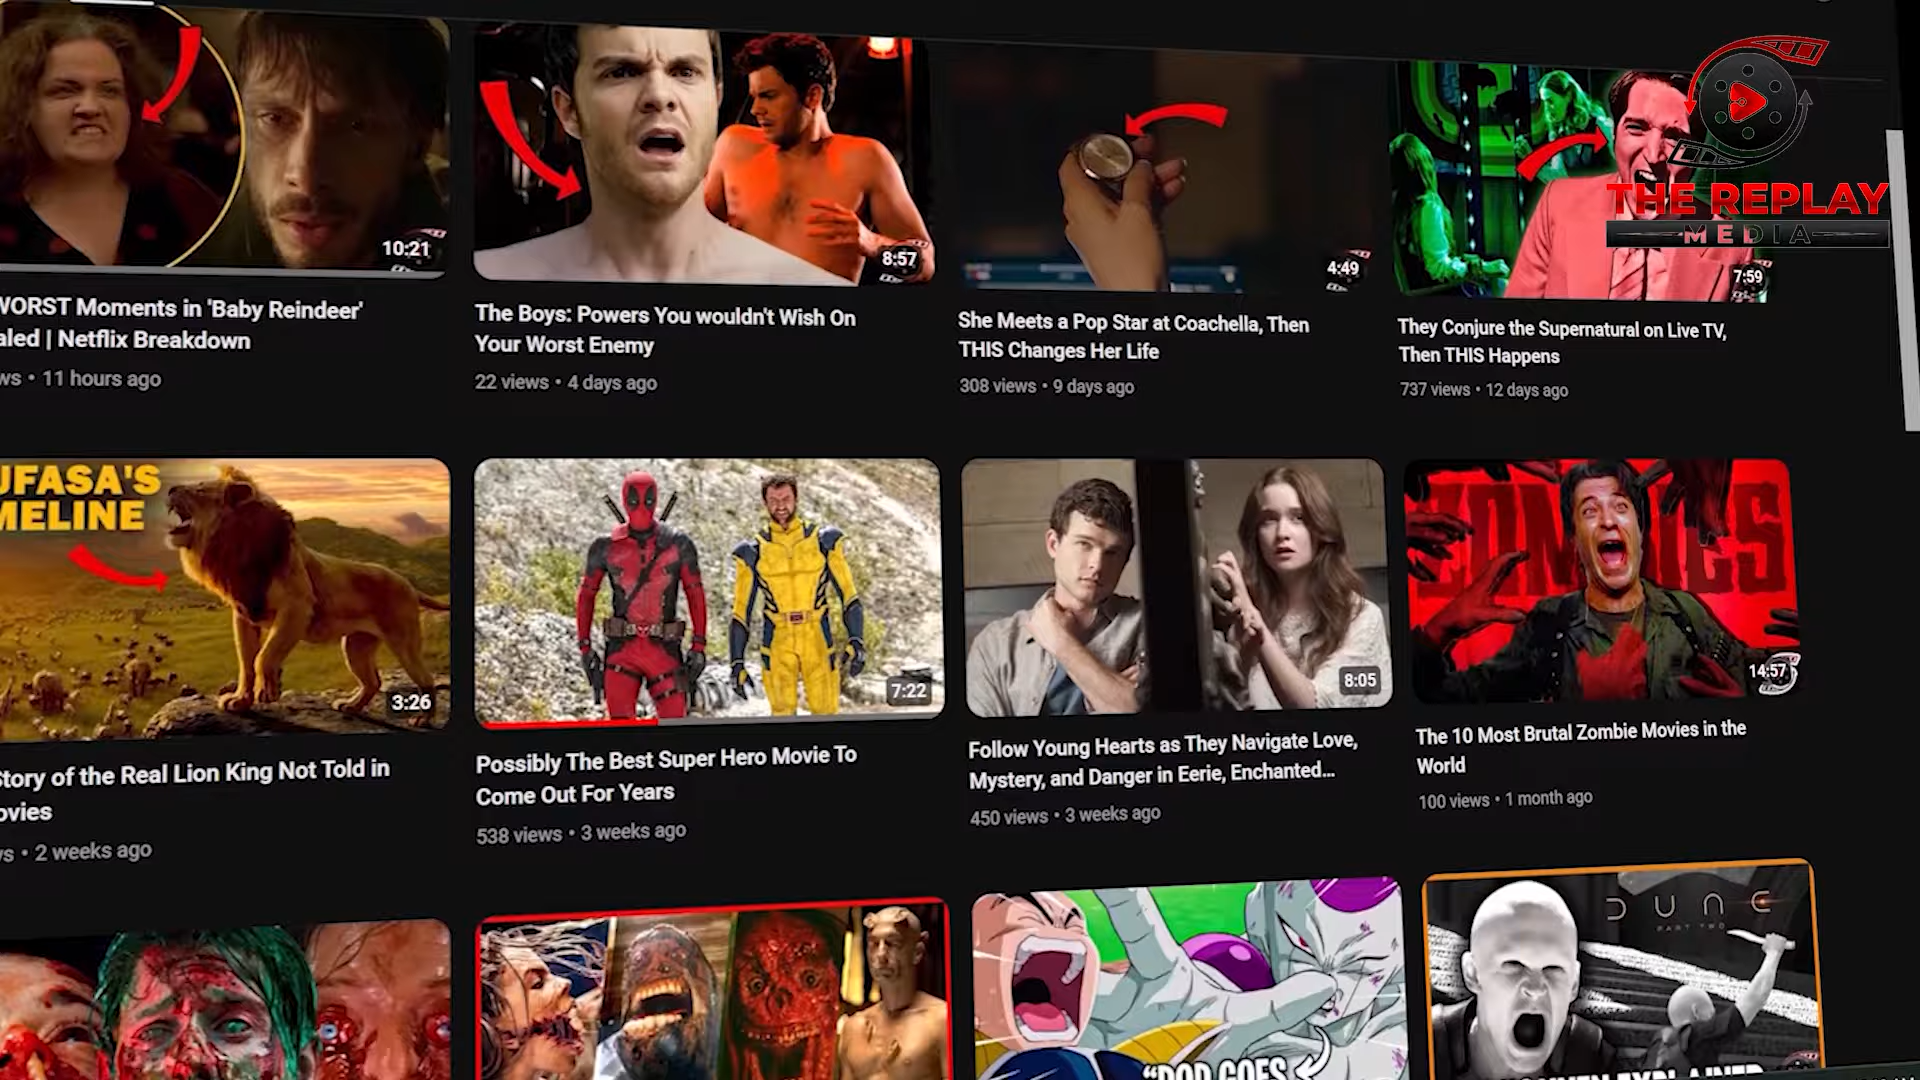 THE REPLAY
MEDIA
10:21
8:57
4:49
7:59
WORST Moments in 'Baby Reindeer'
| Netflix Breakdown
11 hours ago
The Boys: Powers You wouldn't Wish On
Your Worst Enemy
22 views • 4 days ago
She Meets a Pop Star at Coachella, Then
THIS Changes Her Life
308 views • 9 days ago
They Conjure the Supernatural on Live TV,
Then THIS Happens
737 views • 12 days ago
UFASA'S
MELINE
3:26
7:22
8:05
ZOMBIES
14:57
Story of the Real Lion King Not Told in
ovies
• 2 weeks ago
Possibly The Best Super Hero Movie To
Come Out For Years
538 views • 3 weeks ago
Follow Young Hearts as They Navigate Love,
Mystery, and Danger in Eerie, Enchanted...
450 views • 3 weeks ago
The 10 Most Brutal Zombie Movies in the
World
100 views • 1 month ago
DUNE
PART TWO
GOES
EXPLAINED